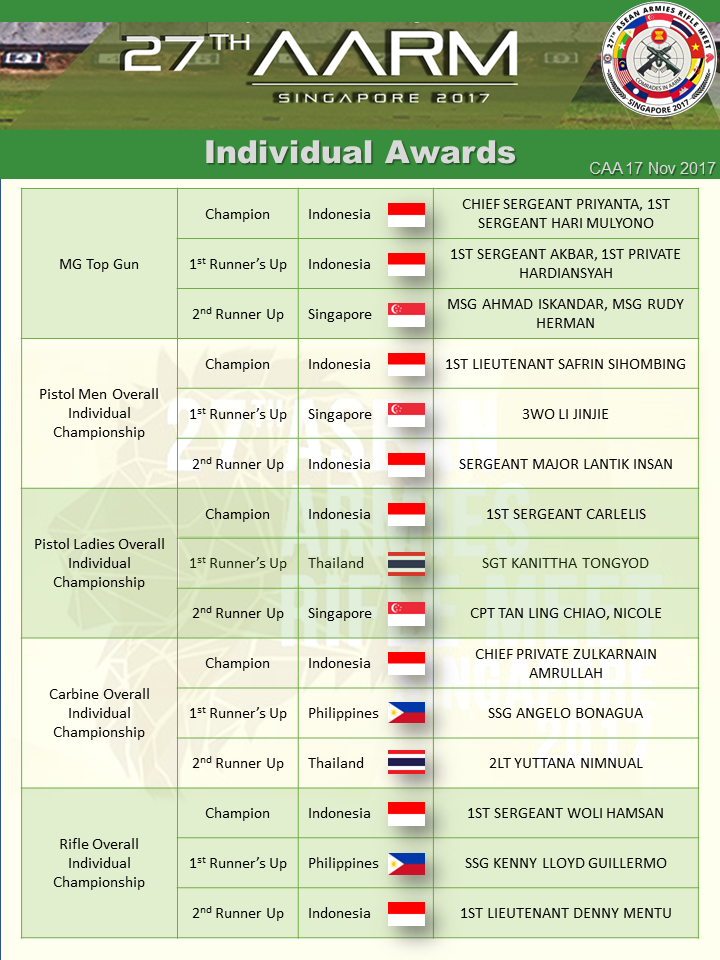 27TH AARM
SINGAPORE 2017
27TH ASEAN ARMIES RIFLE MEET
COMRADES IN AARM
SINGAPORE 2017
Individual Awards
CAA 17 Nov 2017
MG Top Gun
Champion
Indonesia
CHIEF SERGEANT PRIYANTA, 1ST
SERGEANT HARI MULYONO
1st Runner's Up
Indonesia
1ST SERGEANT AKBAR, 1ST PRIVATE
HARDIANSYAH
2nd Runner Up
Singapore
MSG AHMAD ISKANDAR, MSG RUDY
HERMAN
Pistol Men Overall
Individual
Championship
Champion
Indonesia
1ST LIEUTENANT SAFRIN SIHOMBING
1st Runner's Up
Singapore
3WO LI JINJIE
2nd Runner Up
Indonesia
SERGEANT MAJOR LANTIK INSAN
Pistol Ladies Overall
Individual
Championship
Champion
Indonesia
1ST SERGEANT CARLELIS
1st Runner's Up
Thailand
SGT KANITTHA TONGYOD
2nd Runner Up
Singapore
CPT TAN LING CHIAO, NICOLE
Carbine Overall
Individual
Championship
Champion
Indonesia
CHIEF PRIVATE ZULKARNAIN
AMRULLAH
1st Runner's Up
Philippines
SSG ANGELO BONAGUA
2nd Runner Up
Thailand
2LT YUTTANA NIMNUAL
Rifle Overall
Individual
Championship
Champion
Indonesia
1ST SERGEANT WOLI HAMSAN
1st Runner's Up
Philippines
SSG KENNY LLOYD GUILLERMO
2nd Runner Up
Indonesia
1ST LIEUTENANT DENNY MENTU
27TH ASEAN
ARMIES
RIFLE MEET
SINGAPORE
2017